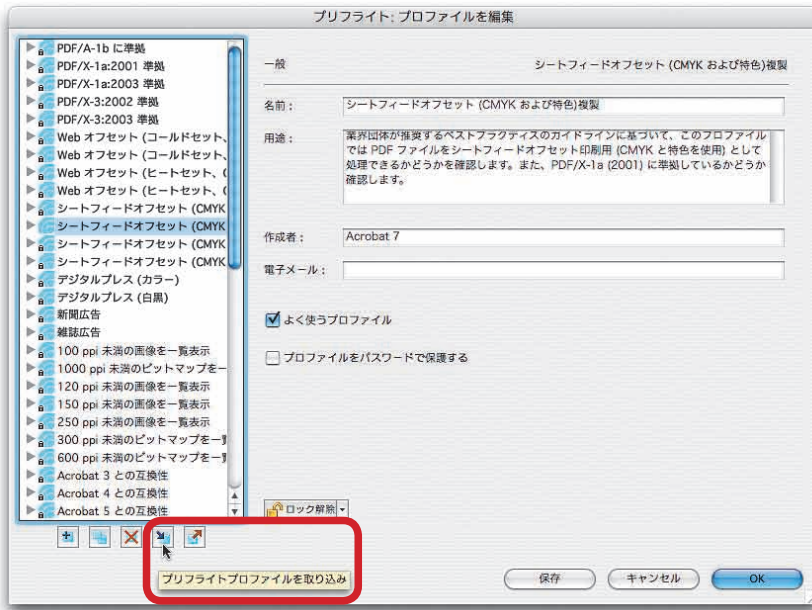 プリフライト: プロファイルを編集
PDF/A-1b に準拠
PDF/X-1a:2001 準拠
PDF/X-1a:2003 準拠
PDF/X-3:2002 準拠
PDF/X-3:2003 準拠
Web オフセット (コールドセット、
Web オフセット (コールドセット、
Web オフセット (ヒートセット、(
Web オフセット (ヒートセット、(
シートフィードオフセット (CMYK
シートフィードオフセット (CMYK
シートフィードオフセット (CMYK
シートフィードオフセット (CMYK
デジタルプレス (カラー)
デジタルプレス (白黒)
新聞広告
雑誌広告
100 ppi 未満の画像を一覧表示
1000 ppi 未満のビットマップを一
120 ppi 未満の画像を一覧表示
150 ppi 未満の画像を一覧表示
250 ppi 未満の画像を一覧表示
300 ppi 未満のビットマップを一覧
600 ppi 未満のビットマップを一覧
Acrobat 3 との互換性
Acrobat 4 との互換性
Acrobat 5 との互換性
一般
シートフィードオフセット (CMYK および特色)複製
名前：
シートフィードオフセット (CMYK および特色)複製
用途：
業界団体が推奨するベストプラクティスのガイドラインに基づいて、このプロファイル
では PDF ファイルをシートフィードオフセット印刷用 (CMYK と特色を使用) として
処理できるかどうかを確認します。また、PDF/X-1a (2001) に準拠しているかどうか
確認します。
作成者：
Acrobat 7
電子メール：
よく使うプロファイル
プロファイルをパスワードで保護する
ロック解除
プリフライトプロファイルを取り込み
保存
キャンセル
OK